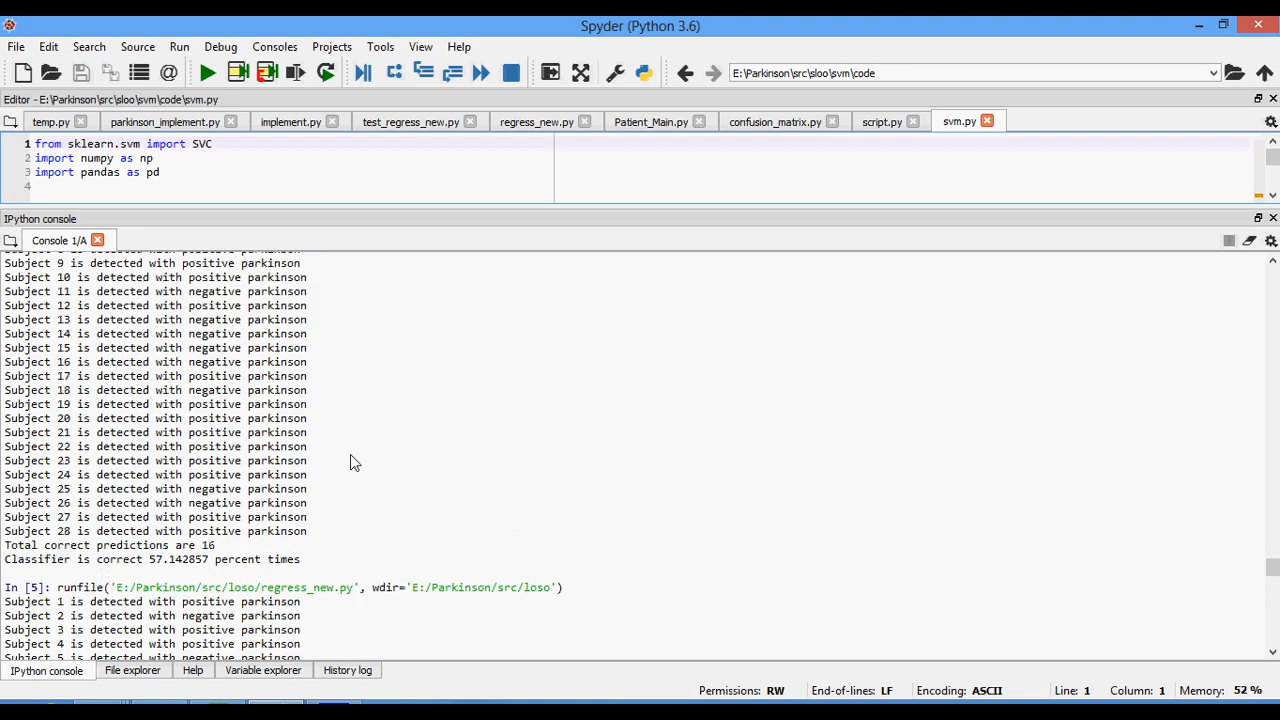 Spyder (Python 3.6)
File Edit Search Source Run Debug Consoles Projects Tools View Help
E:\Parkinson\src\sloo\svm\code
Editor - E:\Parkinson\src\sloo\svm\code\svm.py
temp.py parkinson_implement.py implement.py test_regress_new.py regress_new.py Patient_Main.py confusion_matrix.py script.py svm.py
1 from sklearn.svm import SVC
2 import numpy as np
3 import pandas as pd
4
IPython console
Console 1/A
Subject 9 is detected with positive parkinson
Subject 10 is detected with positive parkinson
Subject 11 is detected with negative parkinson
Subject 12 is detected with positive parkinson
Subject 13 is detected with negative parkinson
Subject 14 is detected with negative parkinson
Subject 15 is detected with negative parkinson
Subject 16 is detected with negative parkinson
Subject 17 is detected with positive parkinson
Subject 18 is detected with negative parkinson
Subject 19 is detected with positive parkinson
Subject 20 is detected with positive parkinson
Subject 21 is detected with positive parkinson
Subject 22 is detected with positive parkinson
Subject 23 is detected with positive parkinson
Subject 24 is detected with positive parkinson
Subject 25 is detected with negative parkinson
Subject 26 is detected with negative parkinson
Subject 27 is detected with positive parkinson
Subject 28 is detected with positive parkinson
Total correct predictions are 16
Classifier is correct 57.142857 percent times
In [5]: runfile('E:/Parkinson/src/loso/regress_new.py', wdir='E:/Parkinson/src/loso')
Subject 1 is detected with positive parkinson
Subject 2 is detected with negative parkinson
Subject 3 is detected with positive parkinson
Subject 4 is detected with positive parkinson
Subject 5 is detected with negative parkinson
IPython console File explorer Help Variable explorer History log
Permissions: RW End-of-lines: LF Encoding: ASCII Line: 1 Column: 1 Memory: 52 %